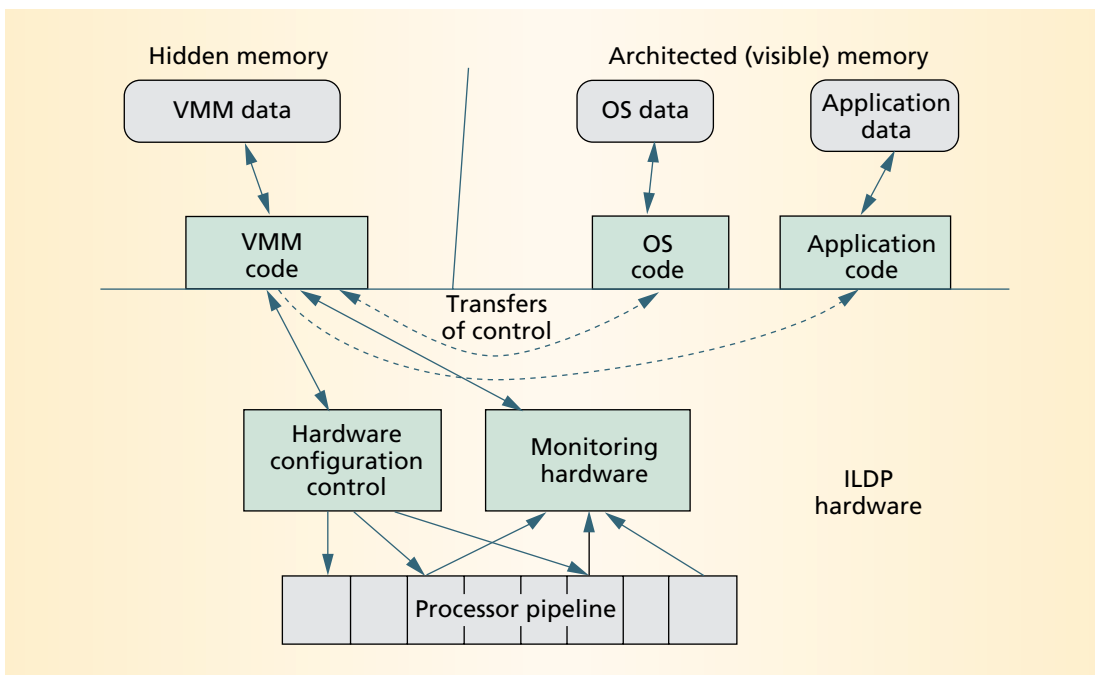 Hidden memory
Architected (visible) memory
VMM data
OS data
Application
data
VMM
code
OS
code
Application
code
Transfers
of control
Hardware
configuration
control
Monitoring
hardware
ILDP
hardware
Processor pipeline